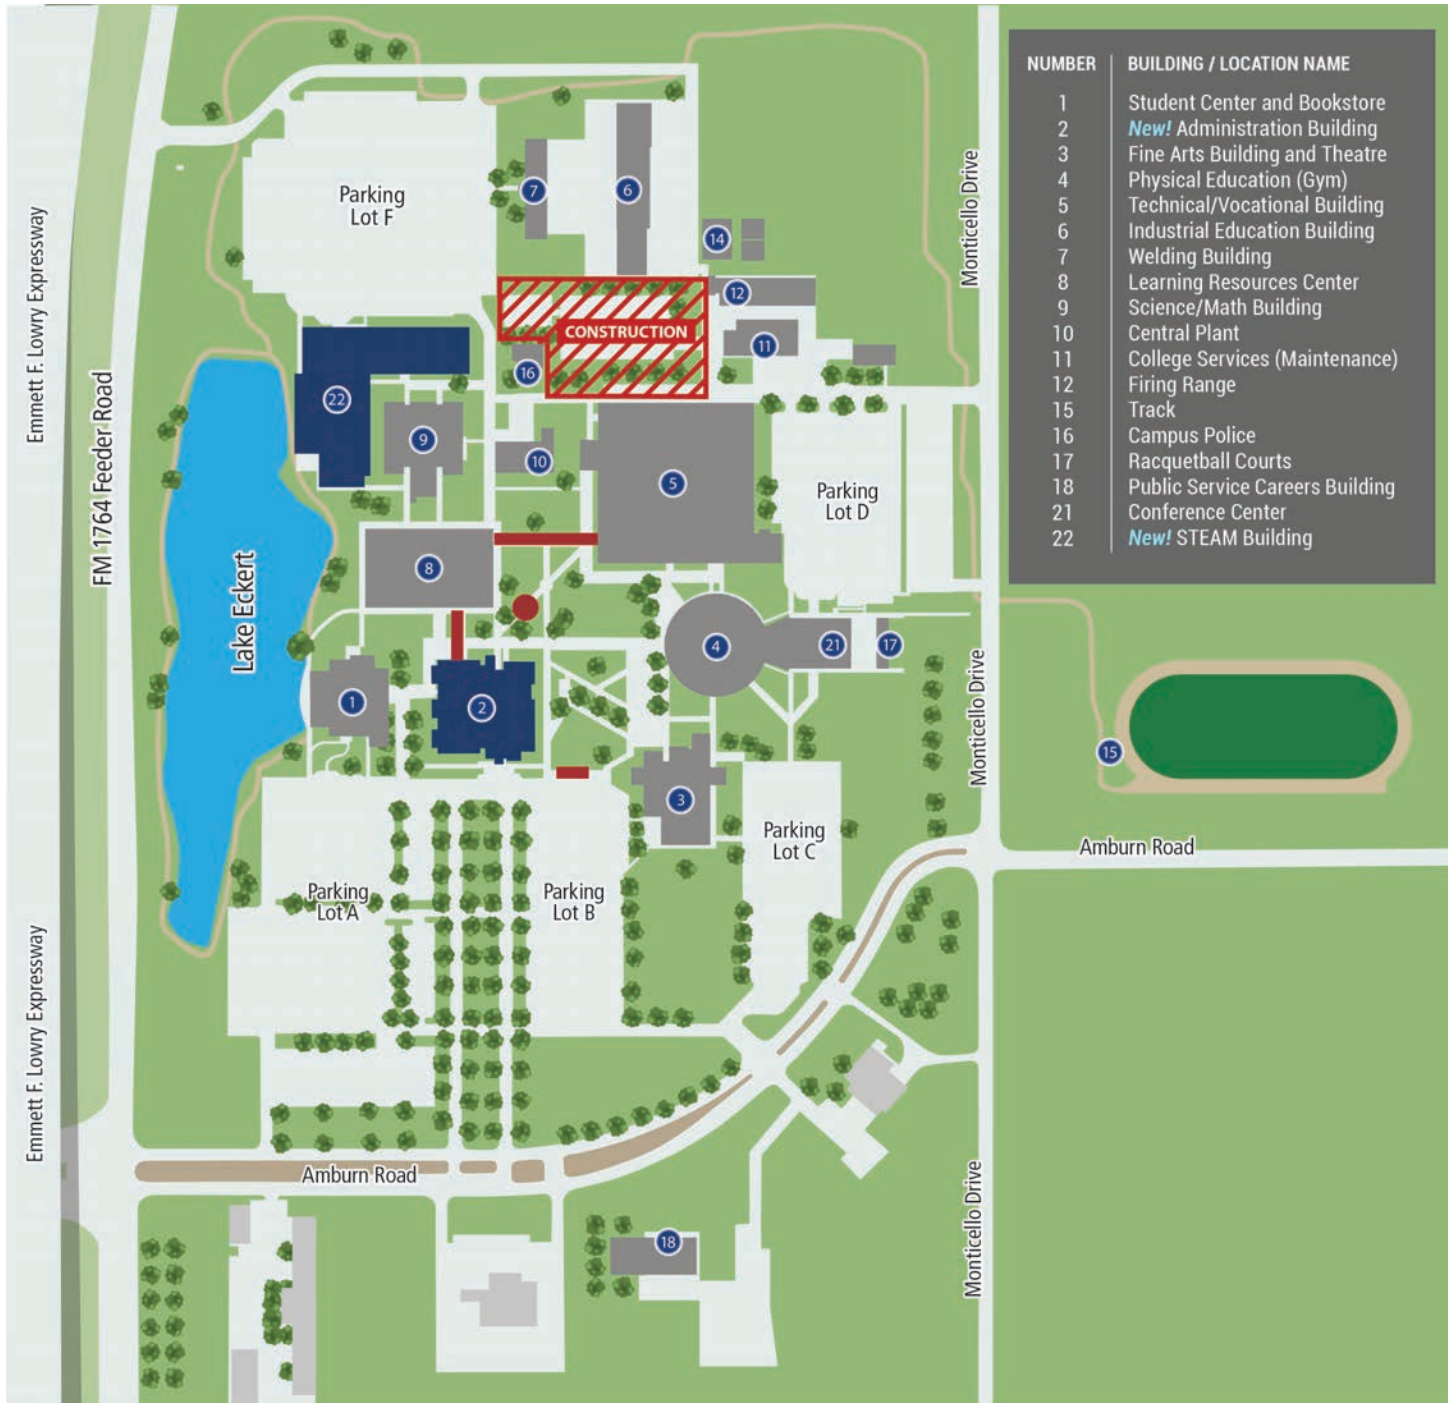 NUMBER BUILDING / LOCATION NAME
1 Student Center and Bookstore
2 New! Administration Building
3 Fine Arts Building and Theatre
4 Physical Education (Gym)
5 Technical/Vocational Building
6 Industrial Education Building
7 Welding Building
8 Learning Resources Center
9 Science/Math Building
10 Central Plant
11 College Services (Maintenance)
12 Firing Range
15 Track
16 Campus Police
17 Racquetball Courts
18 Public Service Careers Building
21 Conference Center
22 New! STEAM Building
Parking
Lot F
7
6
14
12
CONSTRUCTION
11
16
22
9
10
5
Parking
Lot D
8
4
21
17
1
2
3
15
Parking
Lot C
Parking
Lot A
Parking
Lot B
18
Lake Eckert
FM 1764 Feeder Road
Emmett F. Lowry Expressway
Emmett F. Lowry Expressway
Monticello Drive
Monticello Drive
Monticello Drive
Amburn Road
Amburn Road